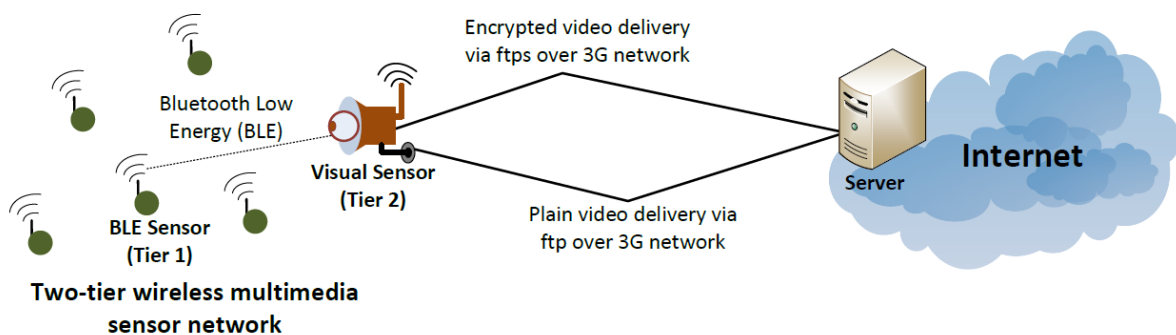 Encrypted video delivery
via ftps over 3G network
Bluetooth Low
Energy (BLE)
Visual Sensor
(Tier 2)
Server
Internet
BLE Sensor
(Tier 1)
Plain video delivery via
ftp over 3G network
Two-tier wireless multimedia
sensor network